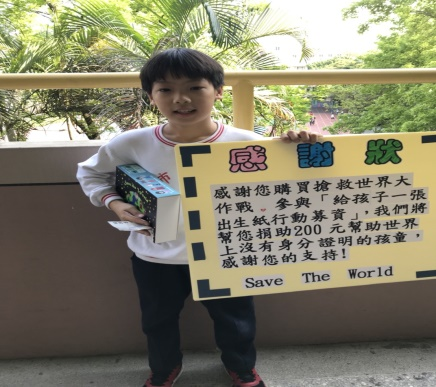 感謝狀
感謝您購買搶救世界大
作戰。參與「給孩子一張
出生紙行動募資」,我們將
幫您捐助200元幫助世界
上沒有身分證明的孩童,
感謝您的支持!
Save The World